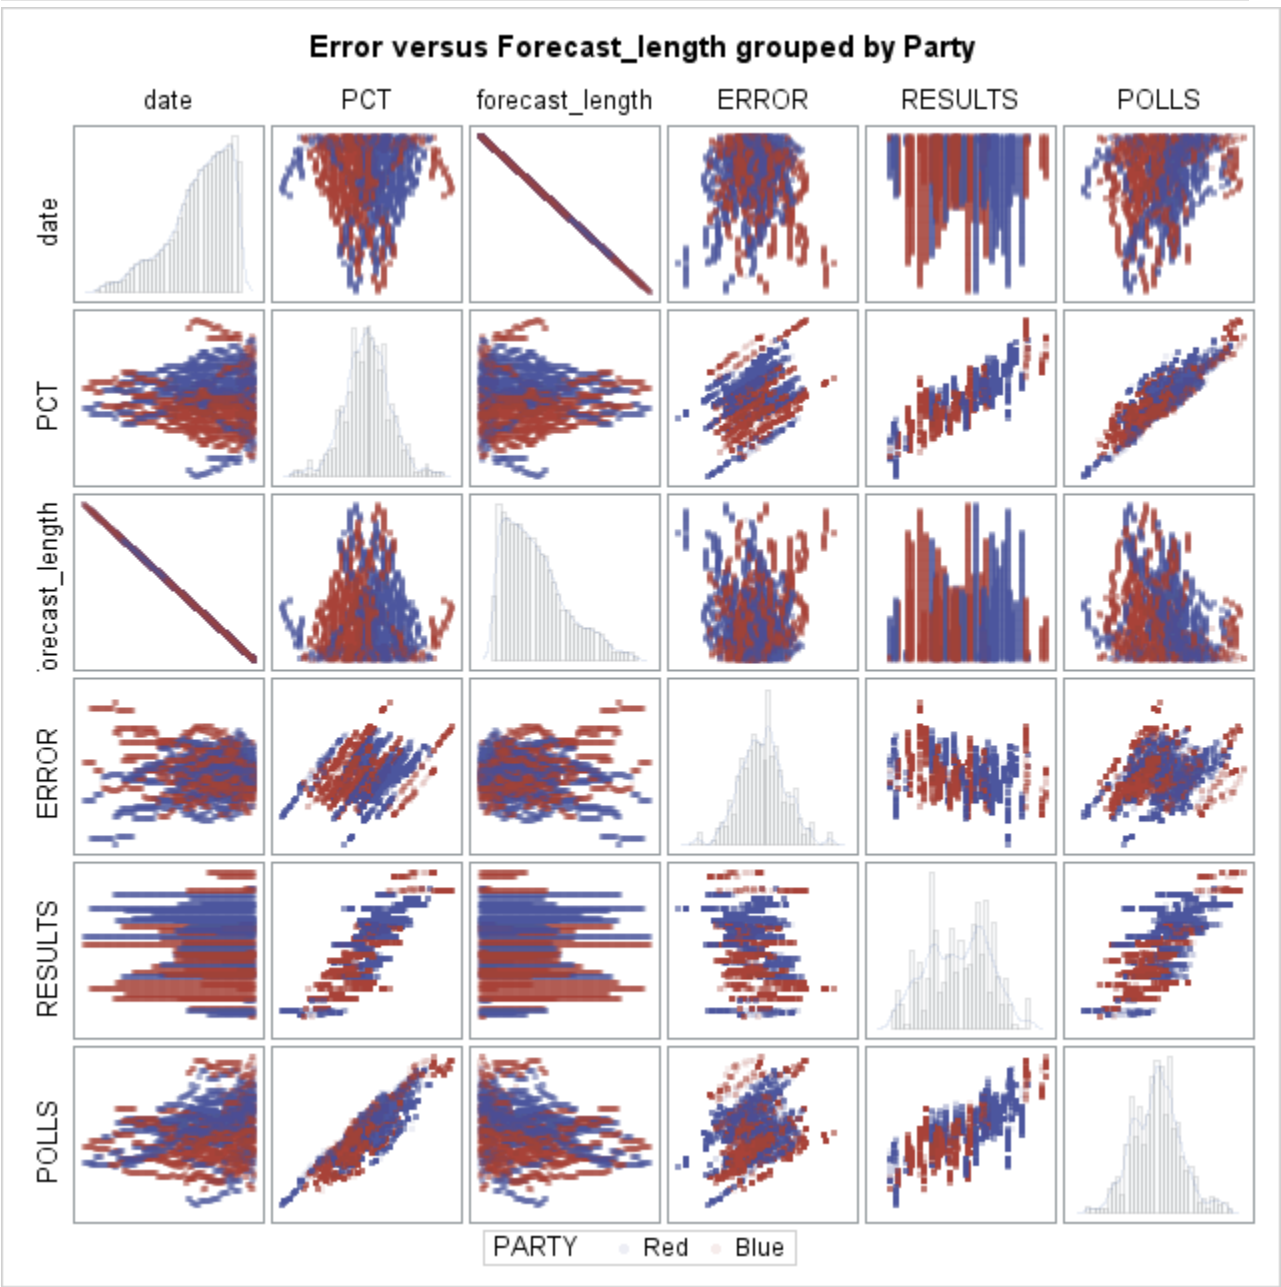 Error versus Forecast_length grouped by Party
date PCT forecast_length ERROR RESULTS POLLS
date
PCT
orecast_length
ERROR
RESULTS
POLLS
PARTY Red Blue